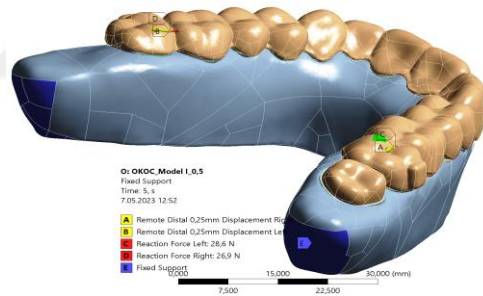 D
B
C
A
O: OKOC_Model I_0,5
Fixed Support
Time: 5, s
7.05.2023 12:52
A Remote Distal 0,25mm Displacement Rig
B Remote Distal 0,25mm Displacement Left
C Reaction Force Left: 28,6 N
D Reaction Force Right: 26,9 N
E Fixed Support
E
0,000 15,000 30,000 (mm)
7,500 22,500